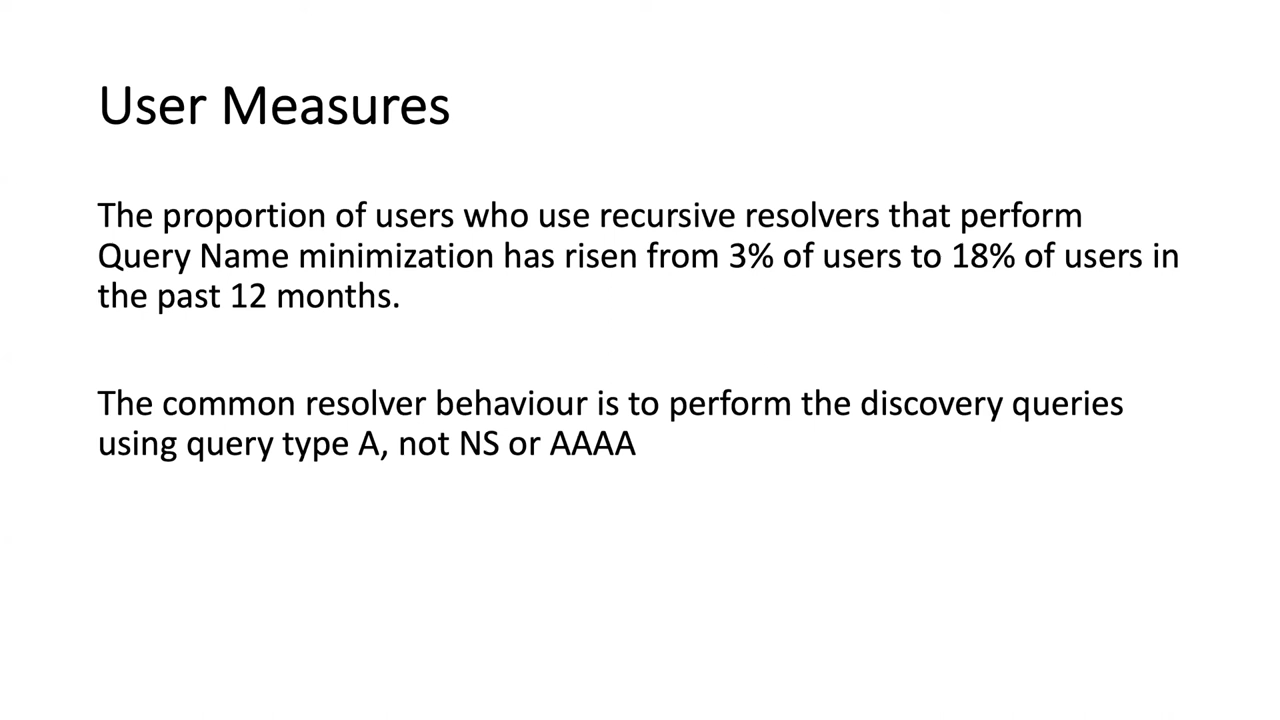 User Measures
The proportion of users who use recursive resolvers that perform
Query Name minimization has risen from 3% of users to 18% of users in
the past 12 months.
The common resolver behaviour is to perform the discovery queries
using query type A, not NS or AAAA